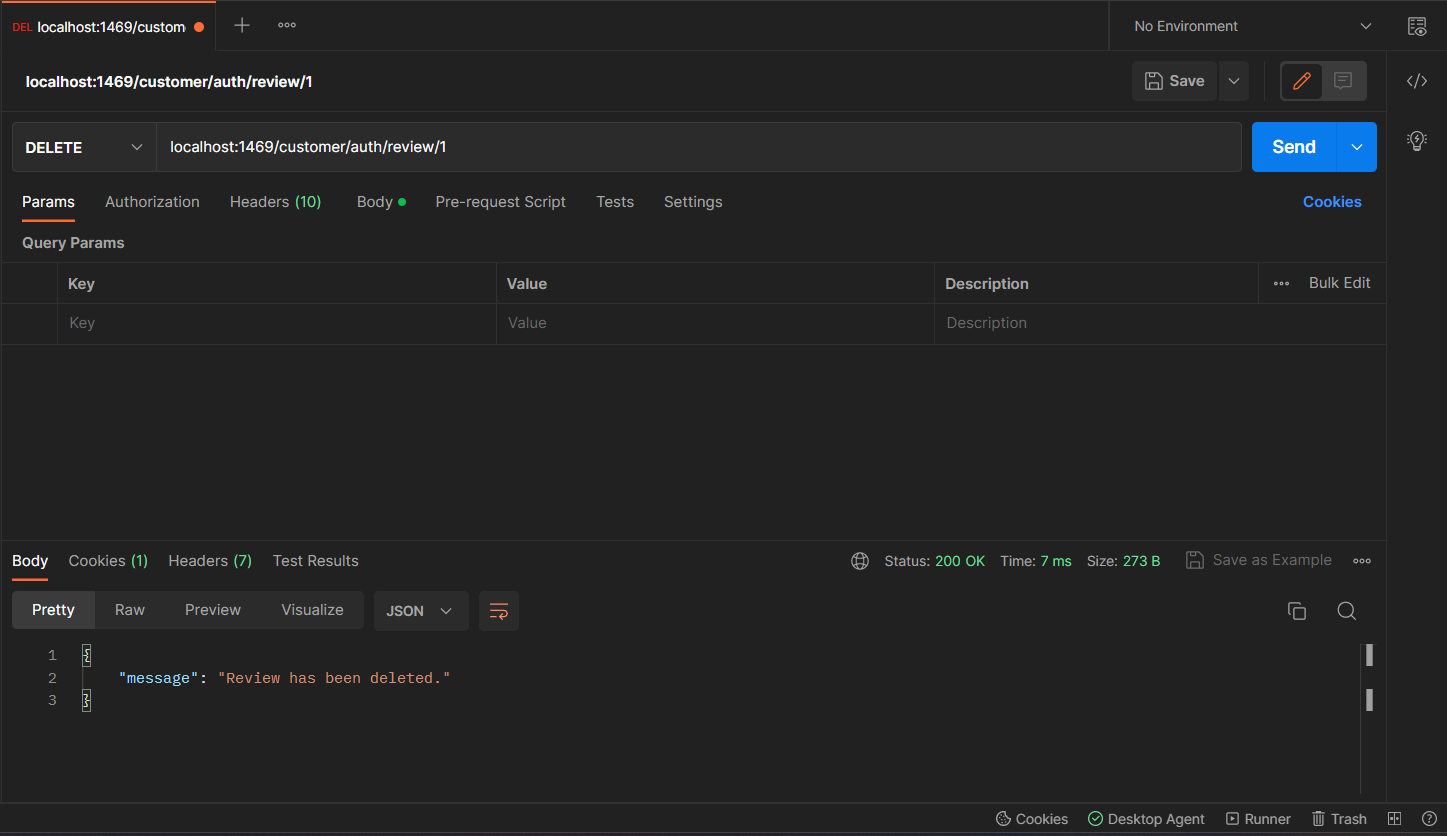 DEL localhost:1469/custom
No Environment
localhost:1469/customer/auth/review/1
Save
DELETE
localhost:1469/customer/auth/review/1
Send
Params Authorization Headers (10) Body Pre-request Script Tests Settings Cookies
Query Params
Key Value Description Bulk Edit
Key Value Description
Body Cookies (1) Headers (7) Test Results Status: 200 OK Time: 7 ms Size: 273 B Save as Example
Pretty Raw Preview Visualize JSON
1 {
2 "message": "Review has been deleted."
3 }
Cookies Desktop Agent Runner Trash